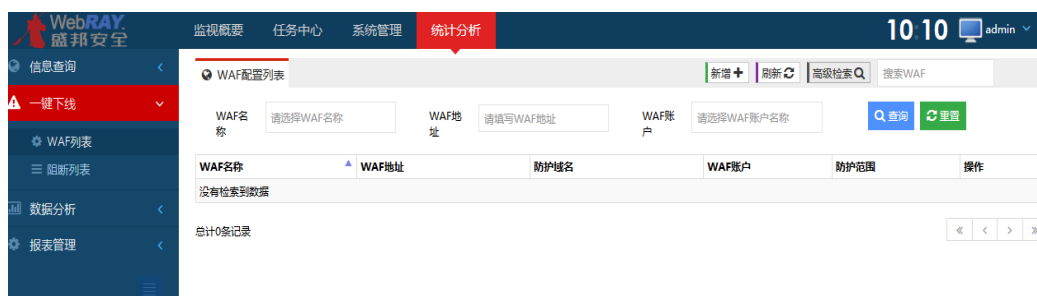 WebRAY.
盛邦安全
监视概要 任务中心 系统管理 统计分析 10:10 admin
信息查询
一键下线
WAF列表
阻断列表
数据分析
报表管理
WAF配置列表 新增 刷新 高级检索 搜索WAF
WAF名称 请选择WAF名称 WAF地址 请填写WAF地址 WAF账户 请选择WAF账户名称 查询 重置
WAF名称 WAF地址 防护域名 WAF账户 防护范围 操作
没有检索到数据
总计0条记录